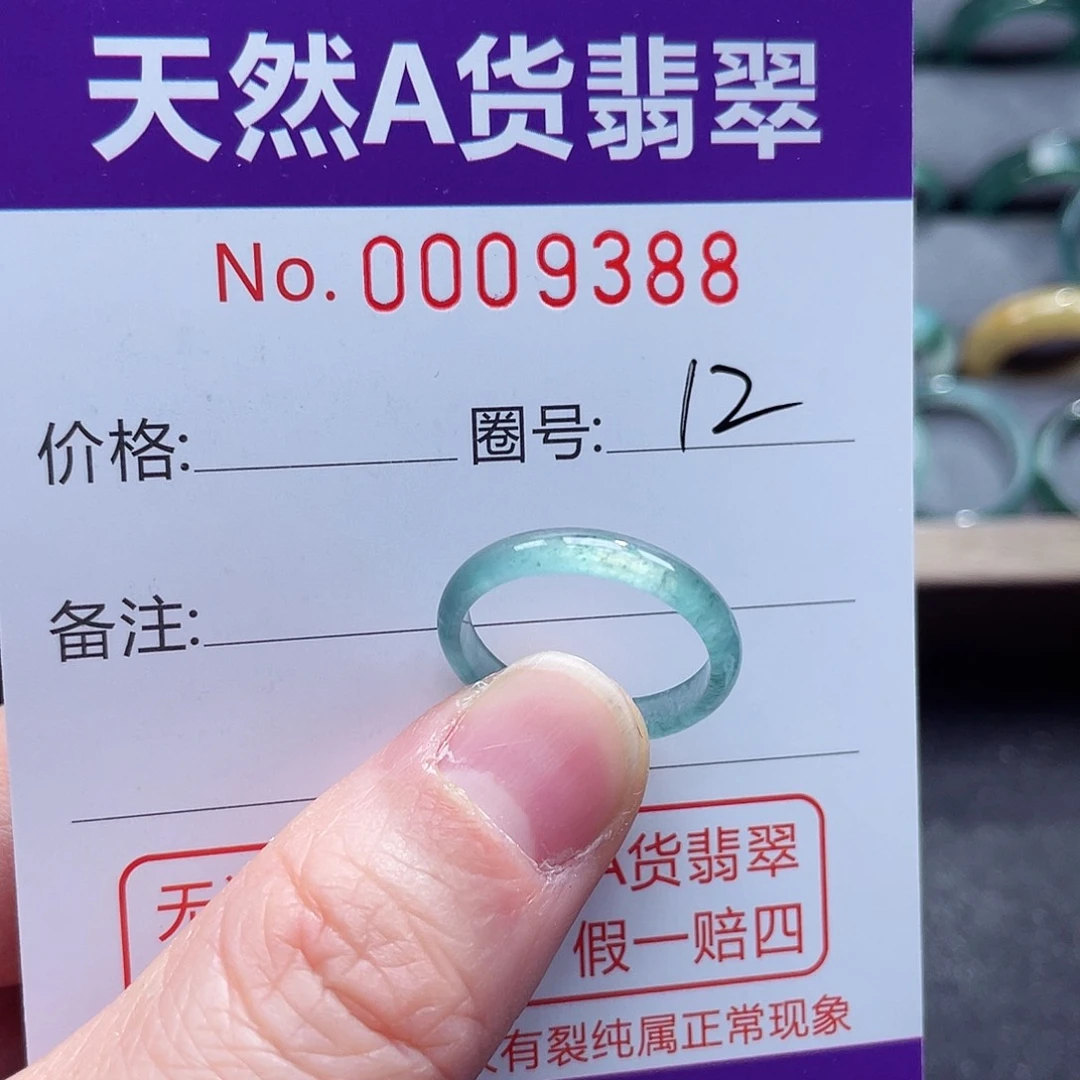 天然A货翡翠
No. 0009388
价格: 圈号: 12
备注:
无 A货翡翠
假一赔四
有裂纯属正常现象